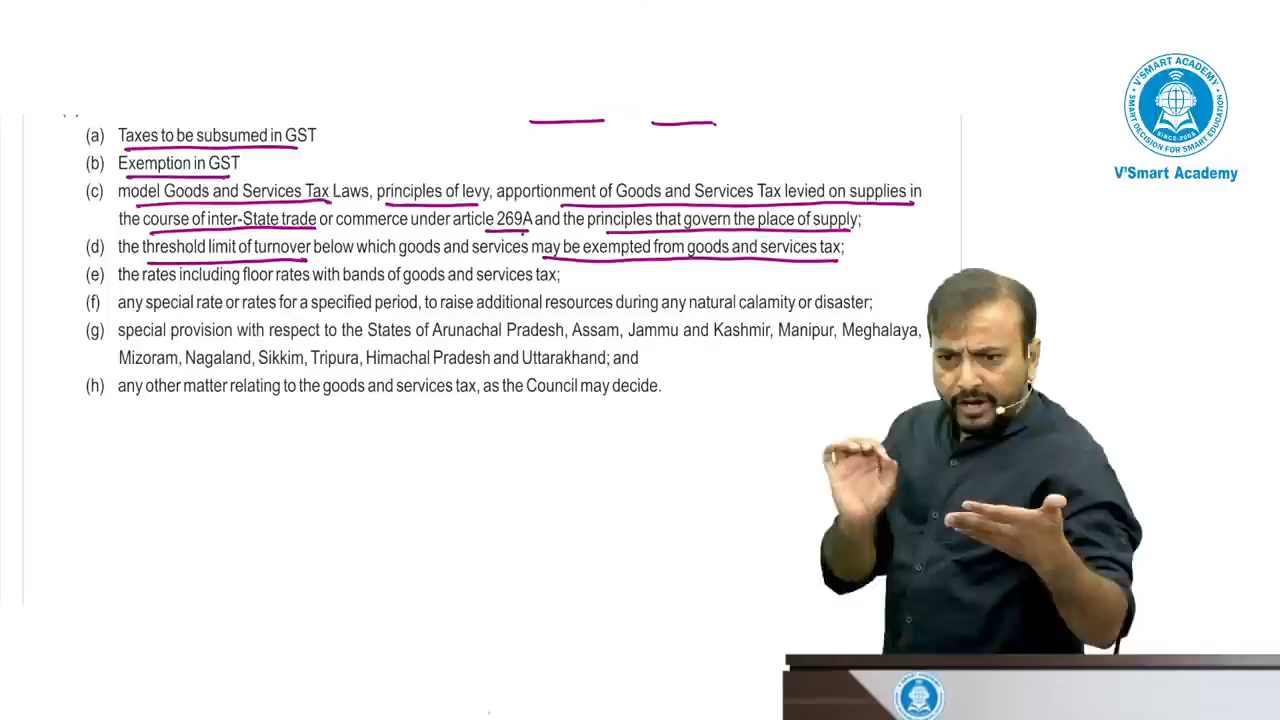 (a) Taxes to be subsumed in GST
(b) Exemption in GST
(c) model Goods and Services Tax Laws, principles of levy, apportionment of Goods and Services Tax levied on supplies in
the course of inter-State trade or commerce under article 269A and the principles that govern the place of supply;
(d) the threshold limit of turnover below which goods and services may be exempted from goods and services tax;
(e) the rates including floor rates with bands of goods and services tax;
(f) any special rate or rates for a specified period, to raise additional resources during any natural calamity or disaster;
(g) special provision with respect to the States of Arunachal Pradesh, Assam, Jammu and Kashmir, Manipur, Meghalaya,
Mizoram, Nagaland, Sikkim, Tripura, Himachal Pradesh and Uttarakhand; and
(h) any other matter relating to the goods and services tax, as the Council may decide.
V'SMART ACADEMY
SMART DECISION FOR SMART EDUCATION
SINCE-2008
V'Smart Academy